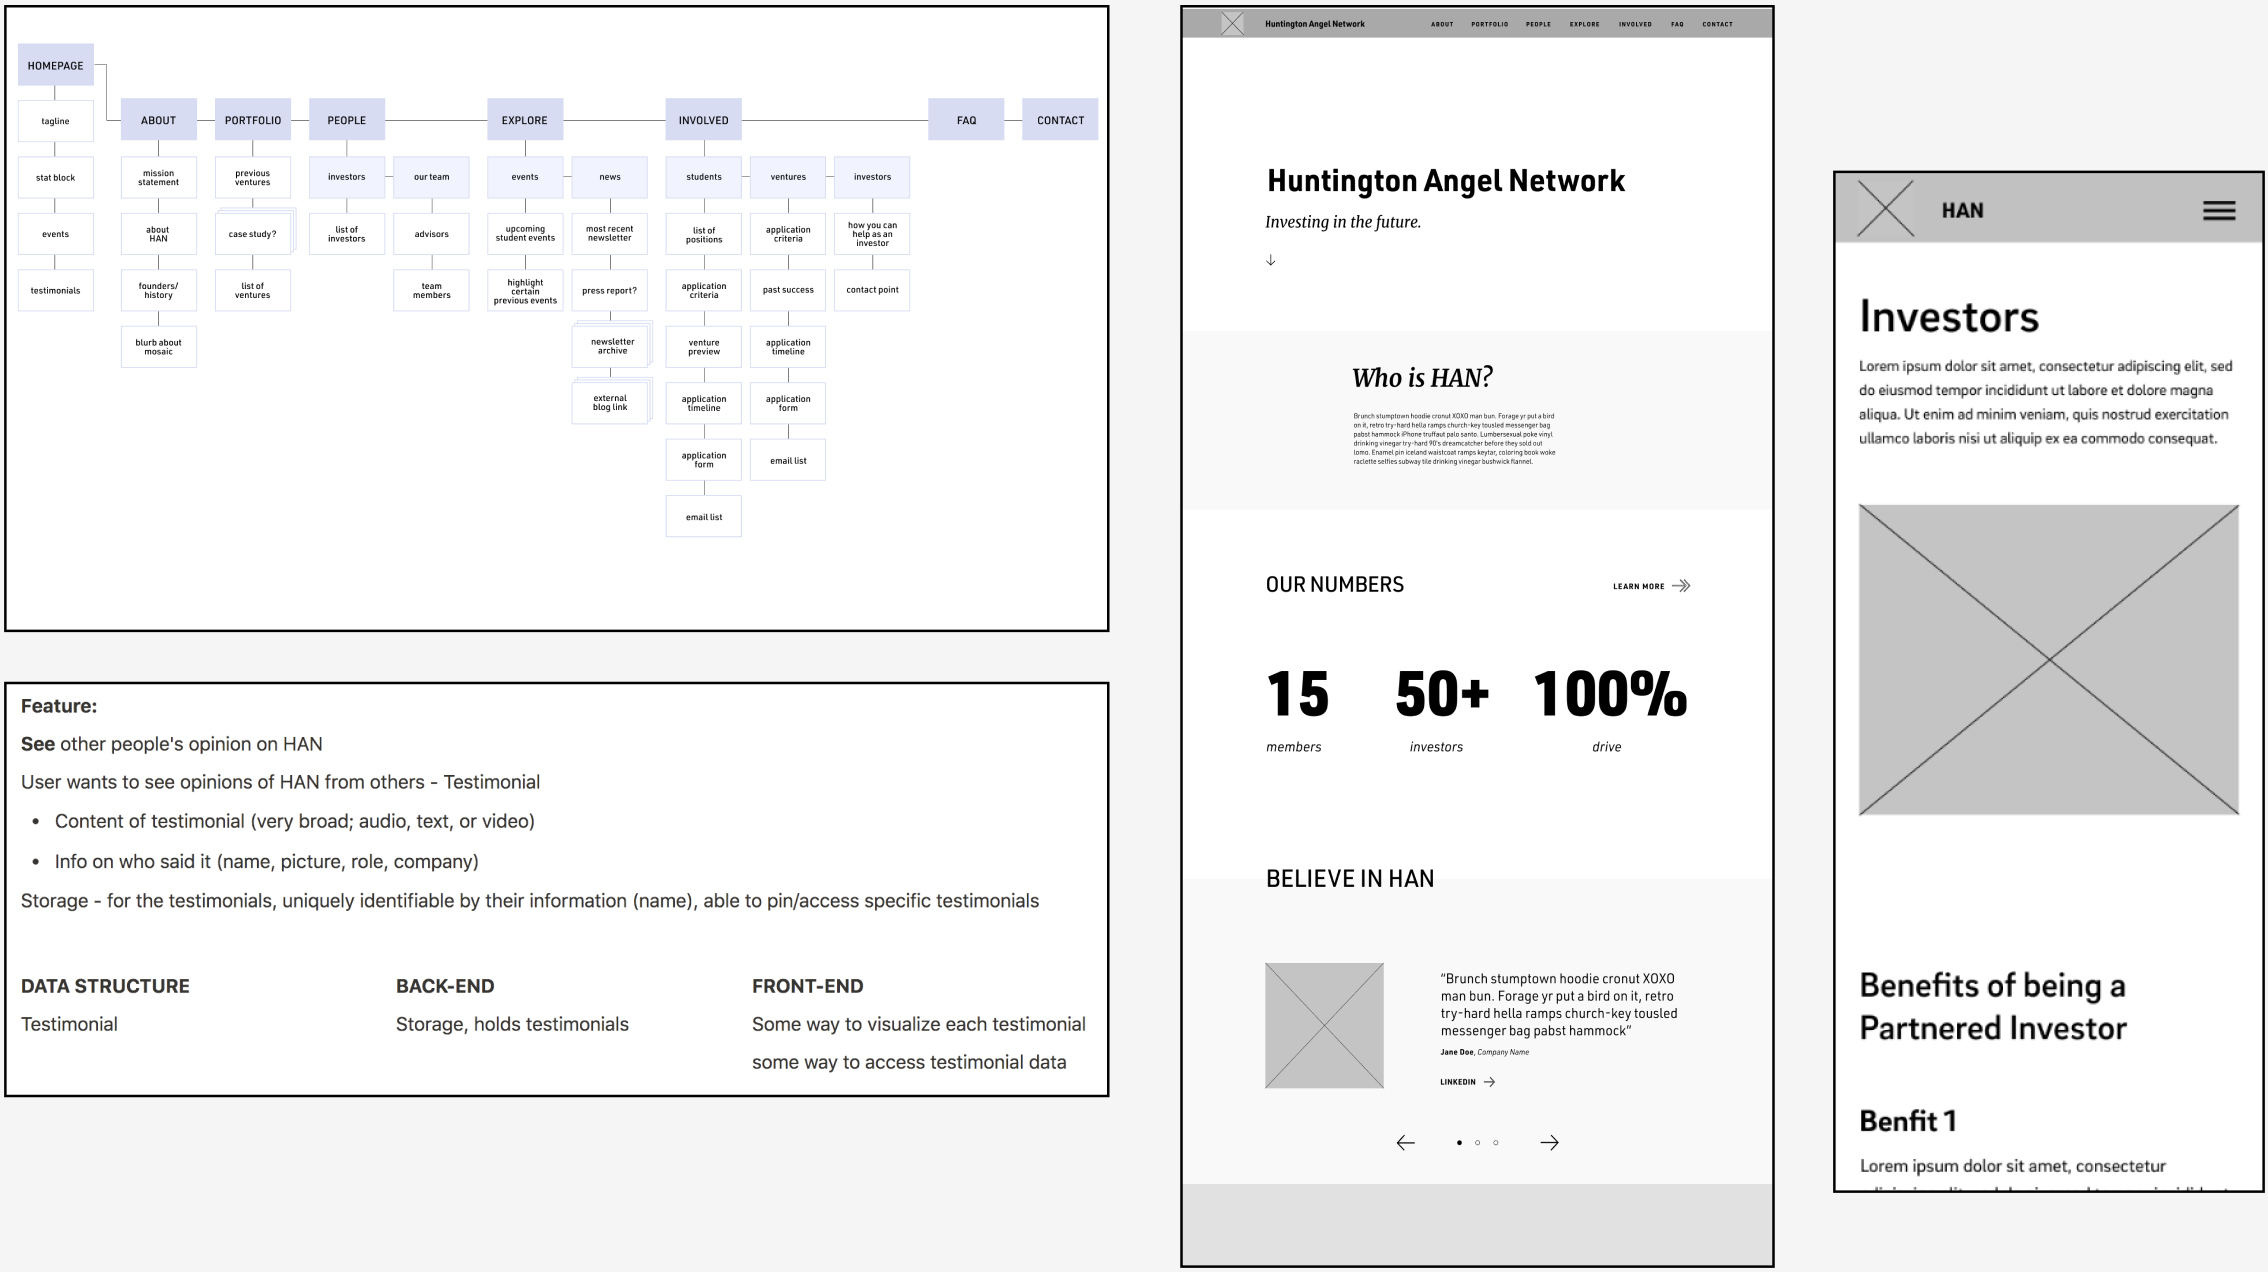 HOMEPAGE
tagline
stat block
events
testimonials
ABOUT
mission
statement
about
HAN
founders/
history
blurb about
mosaic
PORTFOLIO
previous
ventures
case study?
list of
ventures
PEOPLE
investors
list of
investors
our team
advisors
team
members
EXPLORE
events
upcoming
student events
highlight
certain
previous events
news
most recent
newsletter
press report?
newsletter
archive
external
blog link
INVOLVED
students
list of
positions
application
criteria
venture
preview
application
timeline
application
form
email list
ventures
application
criteria
past success
application
timeline
application
form
email list
investors
how you can
help as an
investor
contact point
FAQ
CONTACT
Feature:
See other people's opinion on HAN
User wants to see opinions of HAN from others - Testimonial
• Content of testimonial (very broad; audio, text, or video)
• Info on who said it (name, picture, role, company)
Storage - for the testimonials, uniquely identifiable by their information (name), able to pin/access specific testimonials
DATA STRUCTURE
Testimonial
BACK-END
Storage, holds testimonials
FRONT-END
Some way to visualize each testimonial
some way to access testimonial data
Huntington Angel Network
ABOUT PORTFOLIO PEOPLE EXPLORE INVOLVED FAQ CONTACT
Huntington Angel Network
Investing in the future.
Who is HAN?
Brunch stumptown hoodie cronut XOXO man bun. Forage yr put a bird
on it, retro try-hard hella ramps church-key tousled messenger bag
pabst hammock iPhone truffaut palo santo. Lumbersexual poke vinyl
drinking vinegar try-hard 90's dreamcatcher before they sold out
lomo. Enamel pin iceland waistcoat ramps keytar, coloring book woke
raclette selfies subway tile drinking vinegar bushwick flannel.
OUR NUMBERS
LEARN MORE
15
members
50+
investors
100%
drive
BELIEVE IN HAN
“Brunch stumptown hoodie cronut XOXO
man bun. Forage yr put a bird on it, retro
try-hard hella ramps church-key tousled
messenger bag pabst hammock”
Jane Doe, Company Name
LINKEDIN
HAN
Investors
Lorem ipsum dolor sit amet, consectetur adipiscing elit, sed
do eiusmod tempor incididunt ut labore et dolore magna
aliqua. Ut enim ad minim veniam, quis nostrud exercitation
ullamco laboris nisi ut aliquip ex ea commodo consequat.
Benefits of being a
Partnered Investor
Benfit 1
Lorem ipsum dolor sit amet, consectetur